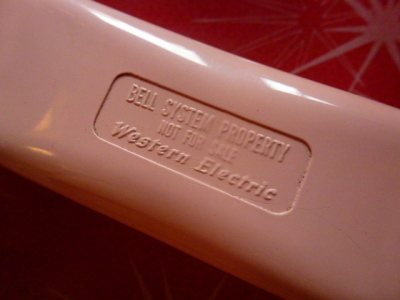 BELL SYSTEM PROPERTY
NOT FOR SALE
Western Electric